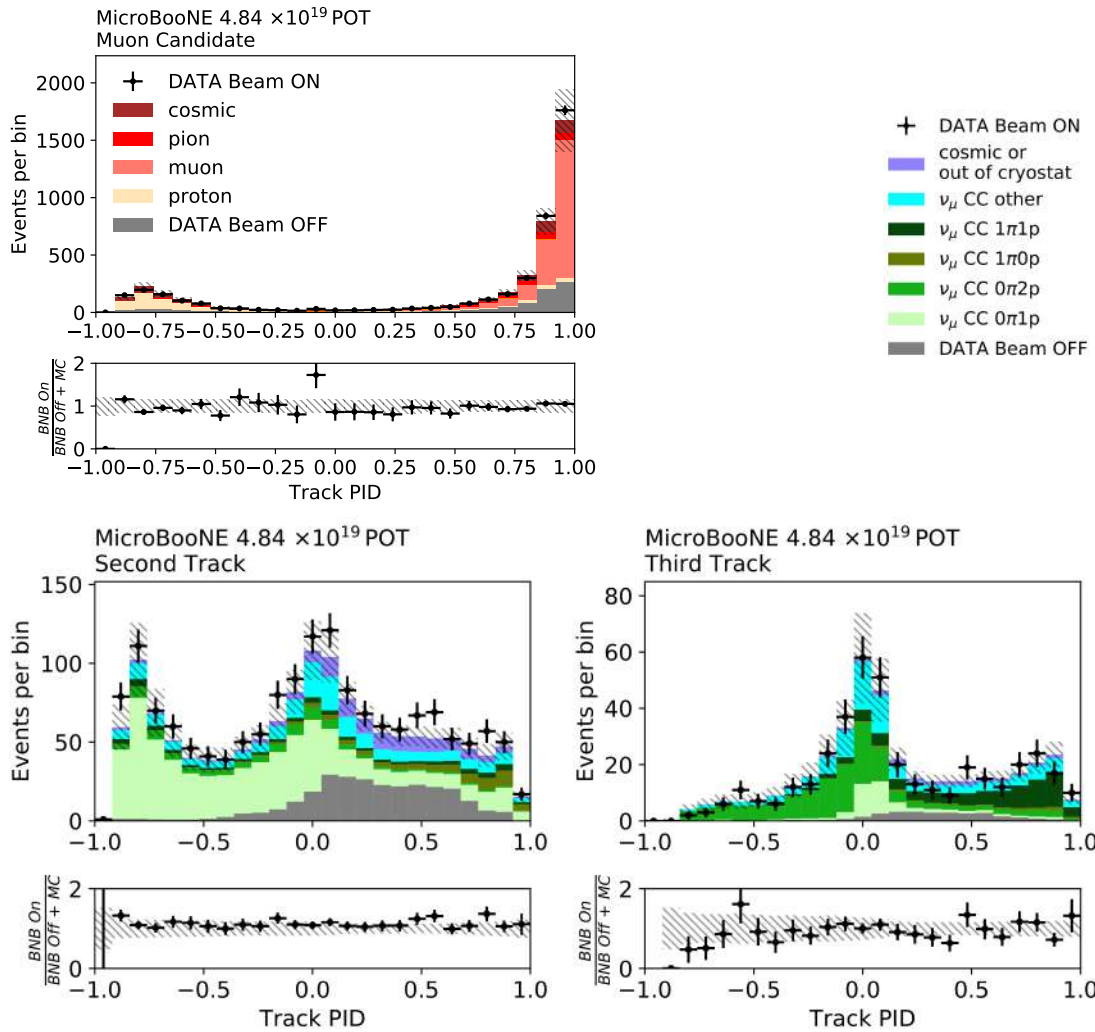 MicroBooNE 4.84 ×10¹⁹ POT
Muon Candidate
2000
1500
1000
500
0
Events per bin
DATA Beam ON
cosmic
pion
muon
proton
DATA Beam OFF
−1.00 −0.75 −0.50 −0.25 0.00 0.25 0.50 0.75 1.00
2
1
0
BNB On
BNB Off + MC
−1.00 −0.75 −0.50 −0.25 0.00 0.25 0.50 0.75 1.00
Track PID
DATA Beam ON
cosmic or
out of cryostat
νμ CC other
νμ CC 1π1p
νμ CC 1π0p
νμ CC 0π2p
νμ CC 0π1p
DATA Beam OFF
MicroBooNE 4.84 ×10¹⁹ POT
Second Track
150
100
50
0
Events per bin
−1.0 −0.5 0.0 0.5 1.0
2
0
BNB On
BNB Off + MC
−1.0 −0.5 0.0 0.5 1.0
Track PID
MicroBooNE 4.84 ×10¹⁹ POT
Third Track
80
60
40
20
0
Events per bin
−1.0 −0.5 0.0 0.5 1.0
2
0
BNB On
BNB Off + MC
−1.0 −0.5 0.0 0.5 1.0
Track PID